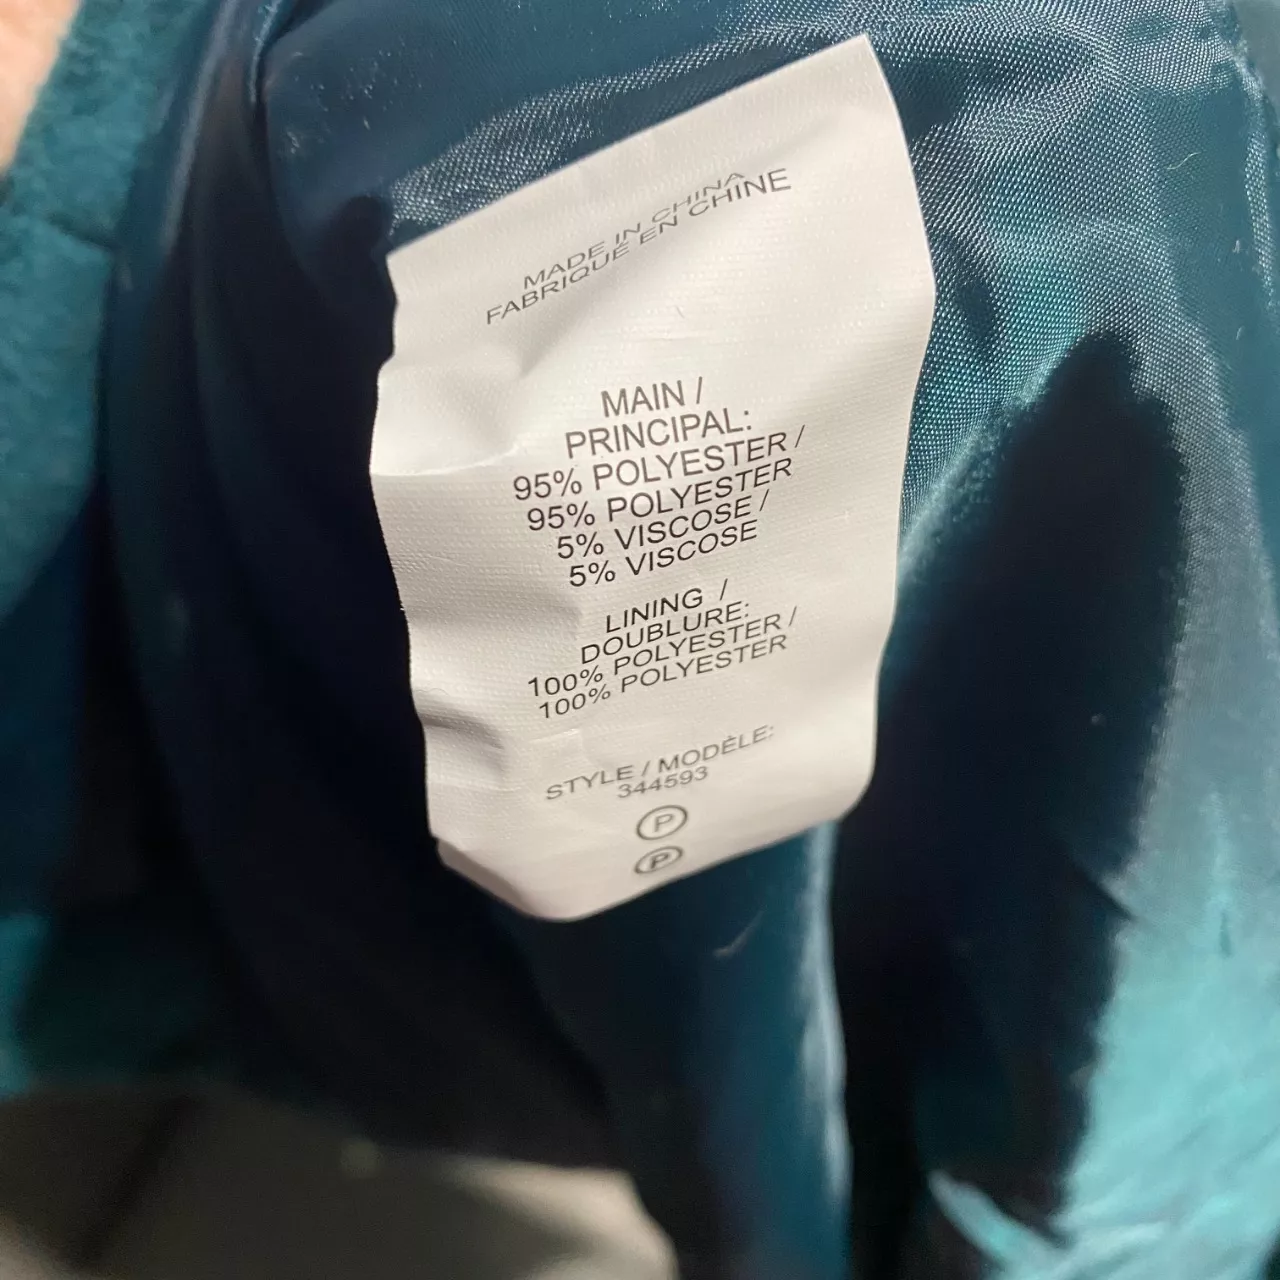 MADE IN CHINA
FABRIQUÉ EN CHINE
MAIN /
PRINCIPAL:
95% POLYESTER /
95% POLYESTER
5% VISCOSE /
5% VISCOSE
LINING /
DOUBLURE:
100% POLYESTER /
100% POLYESTER
STYLE / MODÈLE:
344593
P
P